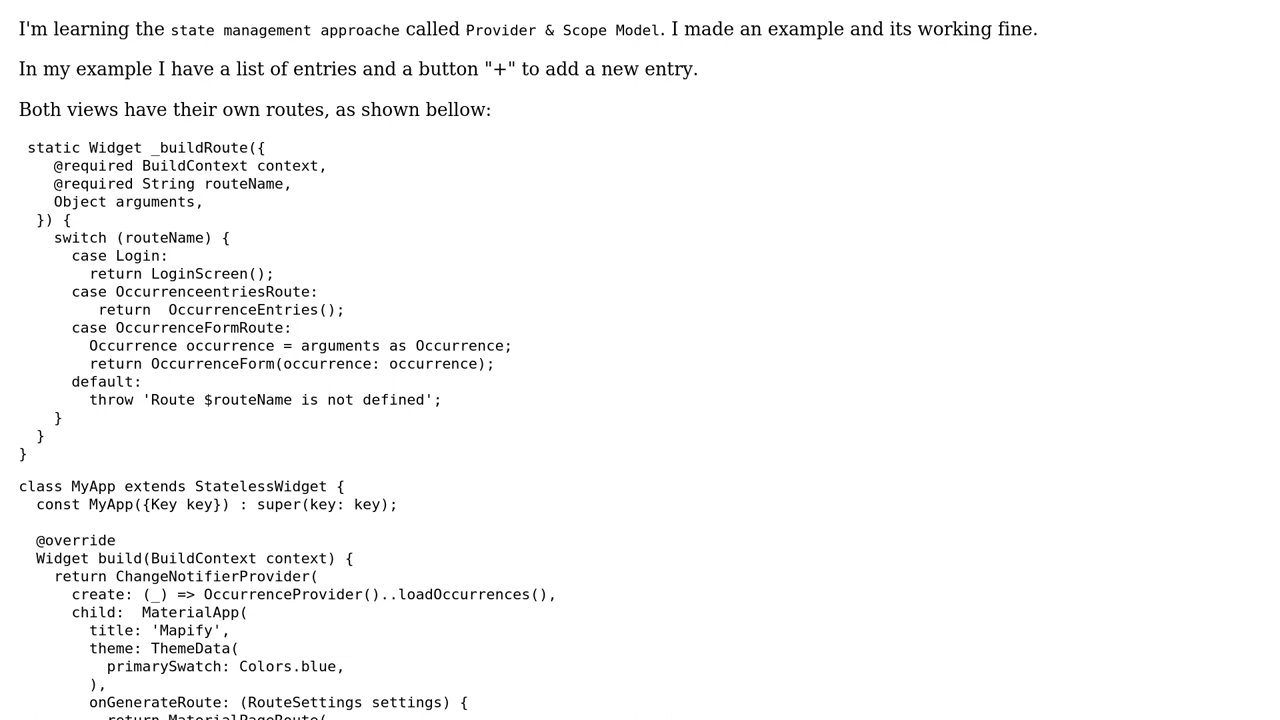 I'm learning the state management approache called Provider & Scope Model. I made an example and its working fine.
In my example I have a list of entries and a button "+" to add a new entry.
Both views have their own routes, as shown bellow:
static Widget _buildRoute({
@required BuildContext context,
@required String routeName,
Object arguments,
}) {
switch (routeName) {
case Login:
return LoginScreen();
case OccurrenceentriesRoute:
return  OccurrenceEntries();
case OccurrenceFormRoute:
Occurrence occurrence = arguments as Occurrence;
return OccurrenceForm(occurrence: occurrence);
default:
throw 'Route $routeName is not defined';
}
}
}
class MyApp extends StatelessWidget {
const MyApp({Key key}) : super(key: key);
@override
Widget build(BuildContext context) {
return ChangeNotifierProvider(
create: (_) => OccurrenceProvider()..loadOccurrences(),
child:  MaterialApp(
title: 'Mapify',
theme: ThemeData(
primarySwatch: Colors.blue,
),
onGenerateRoute: (RouteSettings settings) {
return MaterialPageRoute(